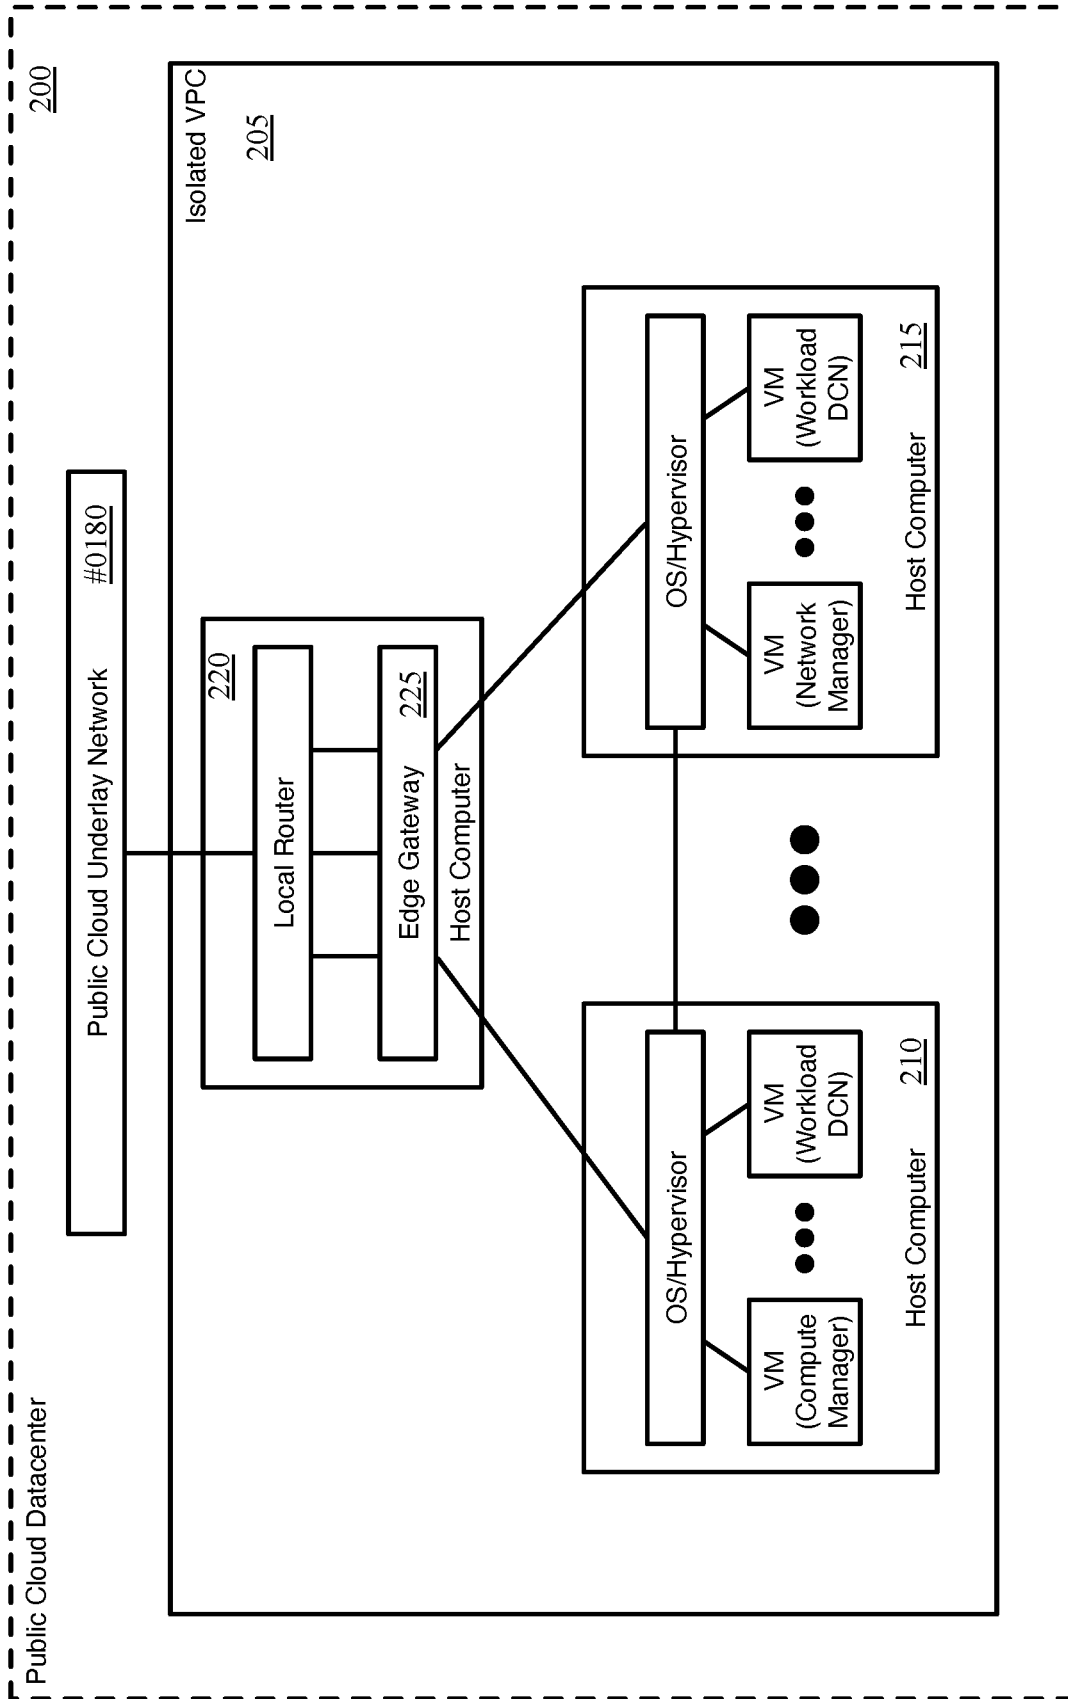 Public Cloud Datacenter
200
Public Cloud Underlay Network
#0180
Isolated VPC
205
220
Local Router
Edge Gateway
225
Host Computer
OS/Hypervisor
VM
(Compute
Manager)
VM
(Workload
DCN)
Host Computer
210
OS/Hypervisor
VM
(Network
Manager)
VM
(Workload
DCN)
Host Computer
215